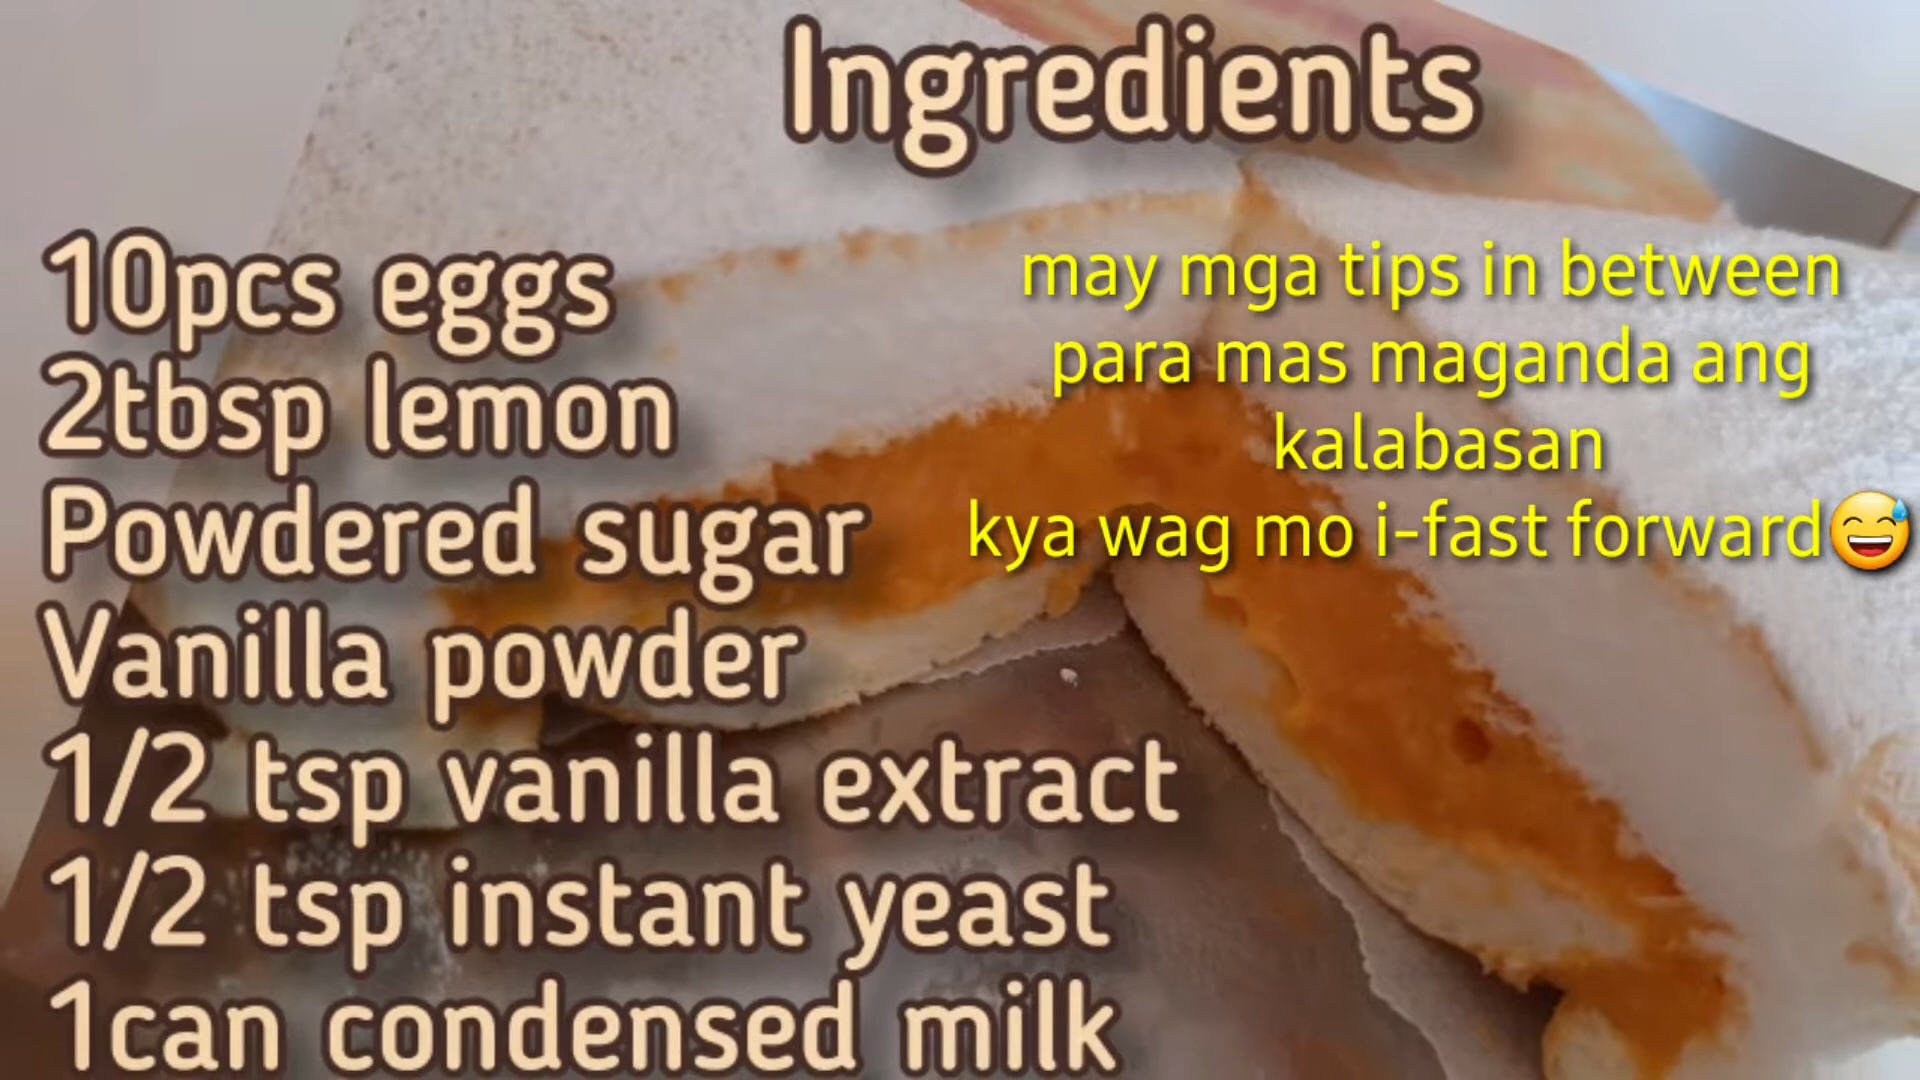 Ingredients
10pcs eggs
2tbsp lemon
Powdered sugar
Vanilla powder
1/2 tsp vanilla extract
1/2 tsp instant yeast
1can condensed milk
may mga tips in between
para mas maganda ang
kalabasan
kya wag mo i-fast forward😅